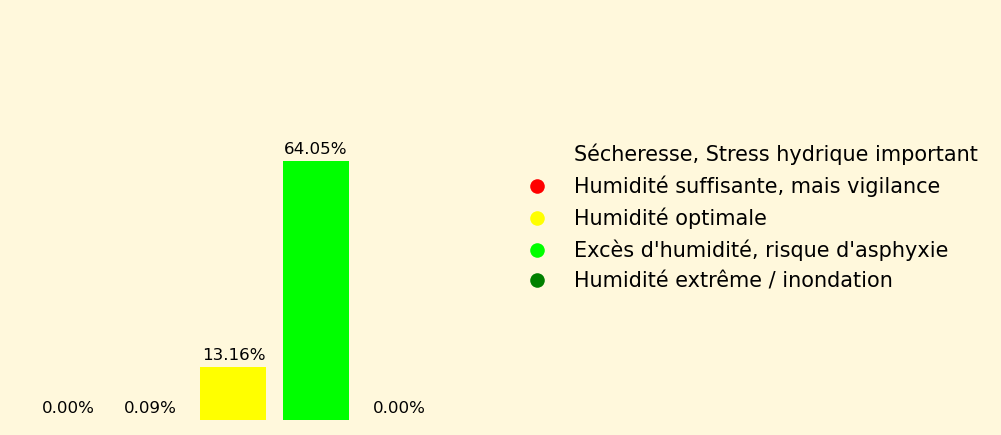 64.05%
13.16%
0.00%
0.09%
0.00%
Sécheresse, Stress hydrique important
Humidité suffisante, mais vigilance
Humidité optimale
Excès d'humidité, risque d'asphyxie
Humidité extrême / inondation